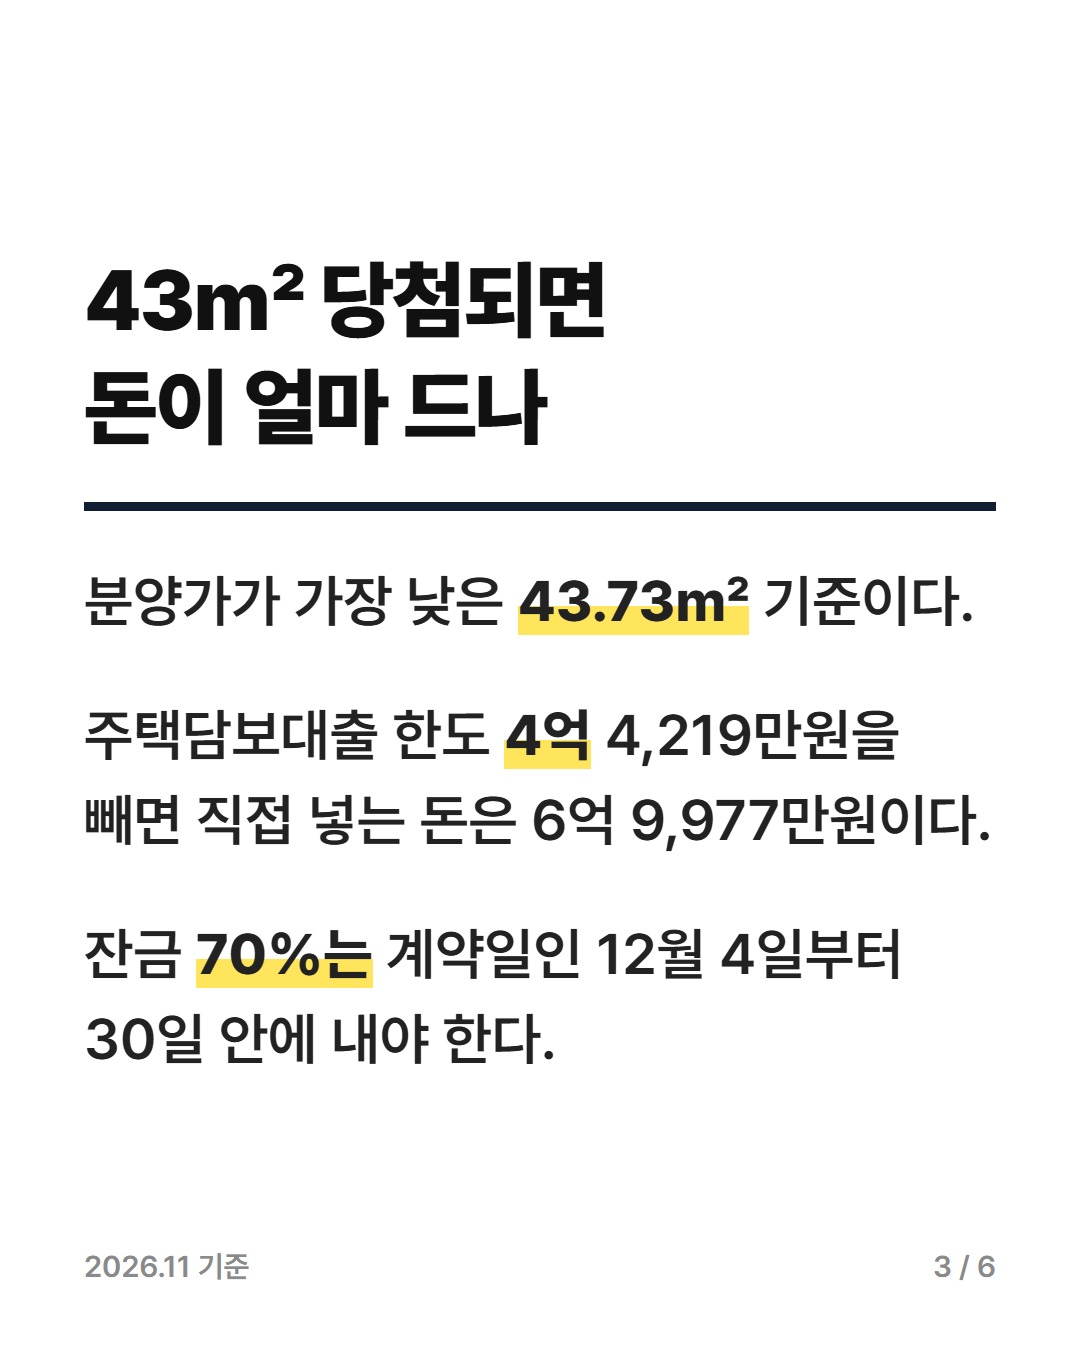 43m² 당첨되면
돈이 얼마 드나
분양가가 가장 낮은 43.73m² 기준이다.
주택담보대출 한도 4억 4,219만원을
빼면 직접 넣는 돈은 6억 9,977만원이다.
잔금 70%는 계약일인 12월 4일부터
30일 안에 내야 한다.
2026.11 기준
3 / 6